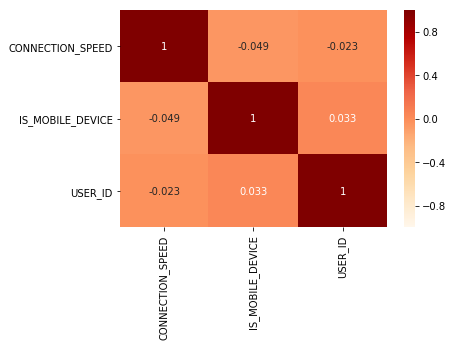 CONNECTION_SPEED 1 -0.049 -0.023
IS_MOBILE_DEVICE -0.049 1 0.033
USER_ID -0.023 0.033 1
CONNECTION_SPEED
IS_MOBILE_DEVICE
USER_ID
0.8
0.4
0.0
−0.4
−0.8